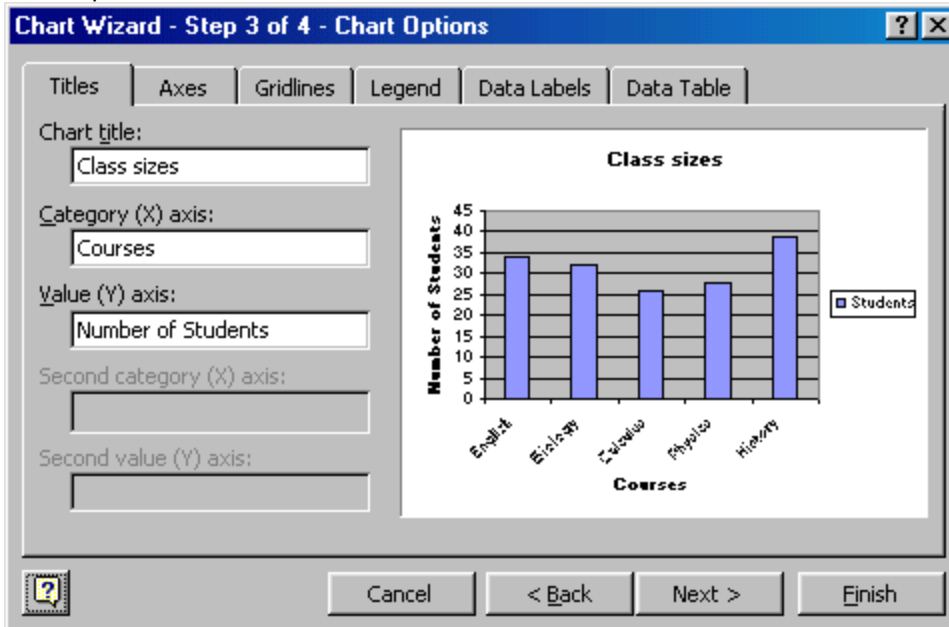 Chart Wizard - Step 3 of 4 - Chart Options
Titles Axes Gridlines Legend Data Labels Data Table
Chart title:
Class sizes
Category (X) axis:
Courses
Value (Y) axis:
Number of Students
Second category (X) axis:
Second value (Y) axis:
Class sizes
Number of Students
45
40
35
30
25
20
15
10
5
0
English Biology Calculus Physics History
Courses
Students
Cancel < Back Next > Finish